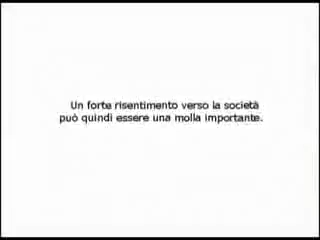 Un forte risentimento verso la società
può quindi essere una molla importante.